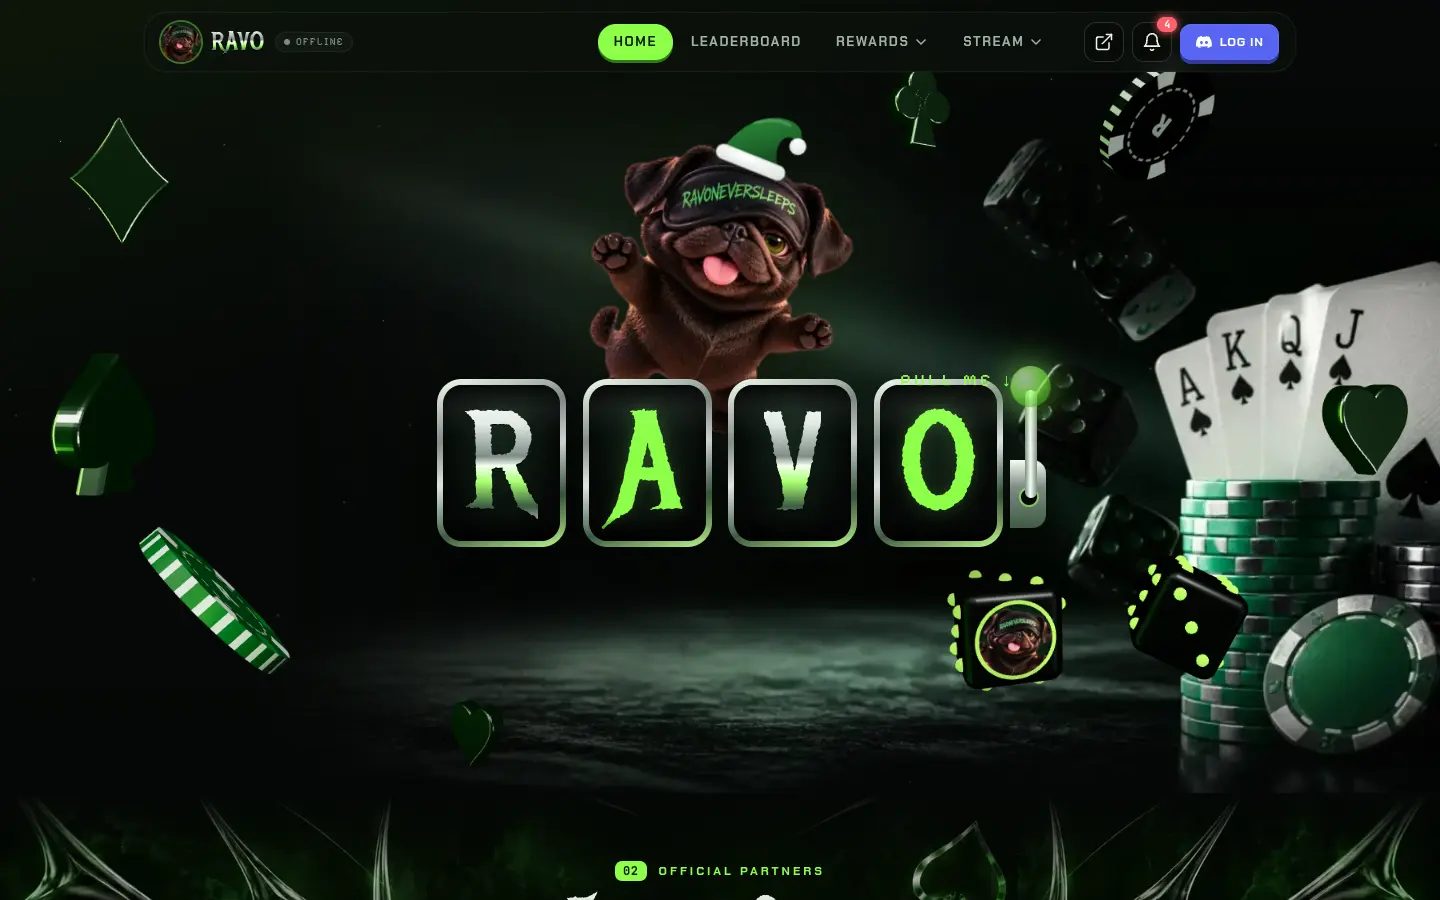 RAVO
OFFLINE
HOME
LEADERBOARD
REWARDS
STREAM
4
LOG IN
R
RAVONEVERSLEEPS
A
K
Q
J
PULL ME ↓
R
A
V
O
02
OFFICIAL PARTNERS